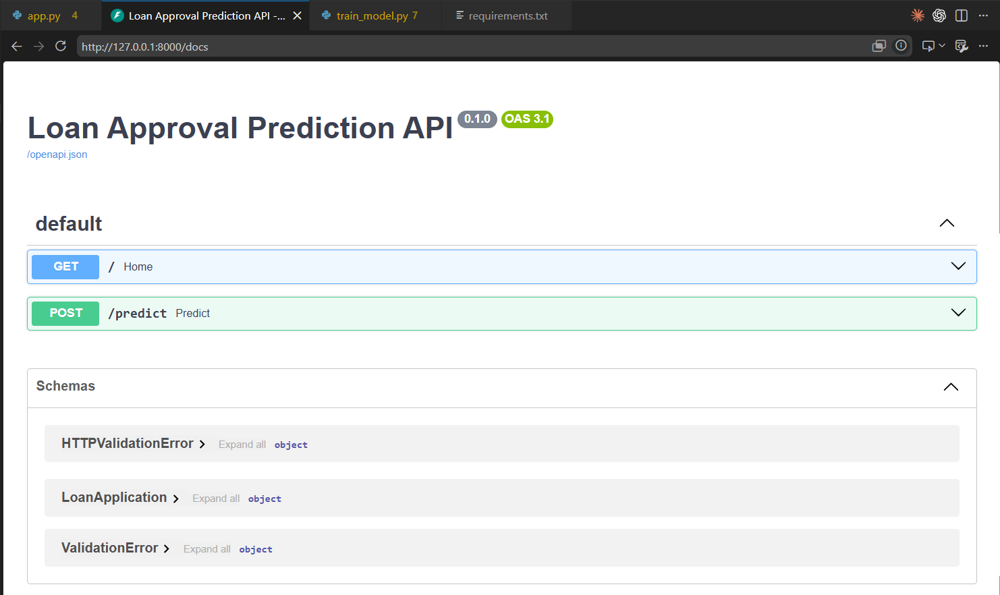 app.py 4 Loan Approval Prediction API -... train_model.py 7 requirements.txt
http://127.0.0.1:8000/docs
Loan Approval Prediction API 0.1.0 OAS 3.1
/openapi.json
default
GET / Home
POST /predict Predict
Schemas
HTTPValidationError Expand all object
LoanApplication Expand all object
ValidationError Expand all object